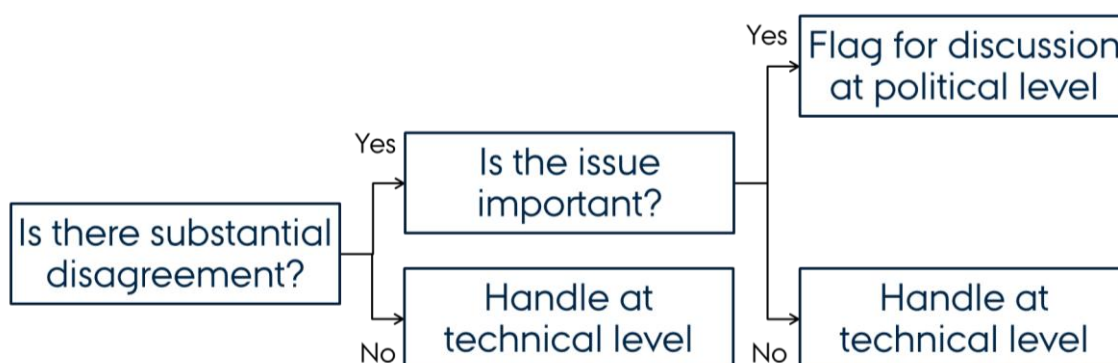 Yes
Flag for discussion
at political level
Yes
Is the issue
important?
Is there substantial
disagreement?
Handle at
technical level
No
Handle at
technical level
No